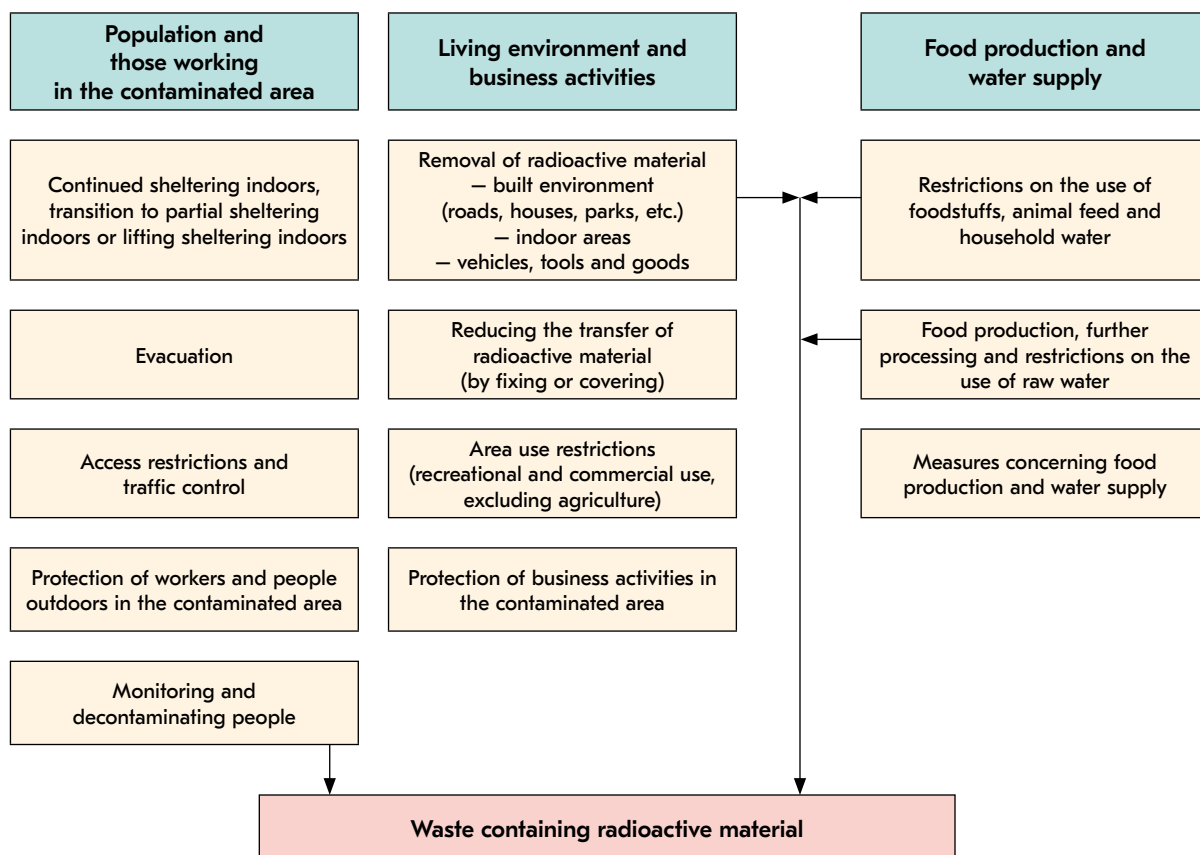 Population and
those working
in the contaminated area
Continued sheltering indoors,
transition to partial sheltering
indoors or lifting sheltering indoors
Evacuation
Access restrictions and
traffic control
Protection of workers and people
outdoors in the contaminated area
Monitoring and
decontaminating people
Living environment and
business activities
Removal of radioactive material
– built environment
(roads, houses, parks, etc.)
– indoor areas
– vehicles, tools and goods
Reducing the transfer of
radioactive material
(by fixing or covering)
Area use restrictions
(recreational and commercial use,
excluding agriculture)
Protection of business activities in
the contaminated area
Food production and
water supply
Restrictions on the use of
foodstuffs, animal feed and
household water
Food production, further
processing and restrictions on the
use of raw water
Measures concerning food
production and water supply
Waste containing radioactive material